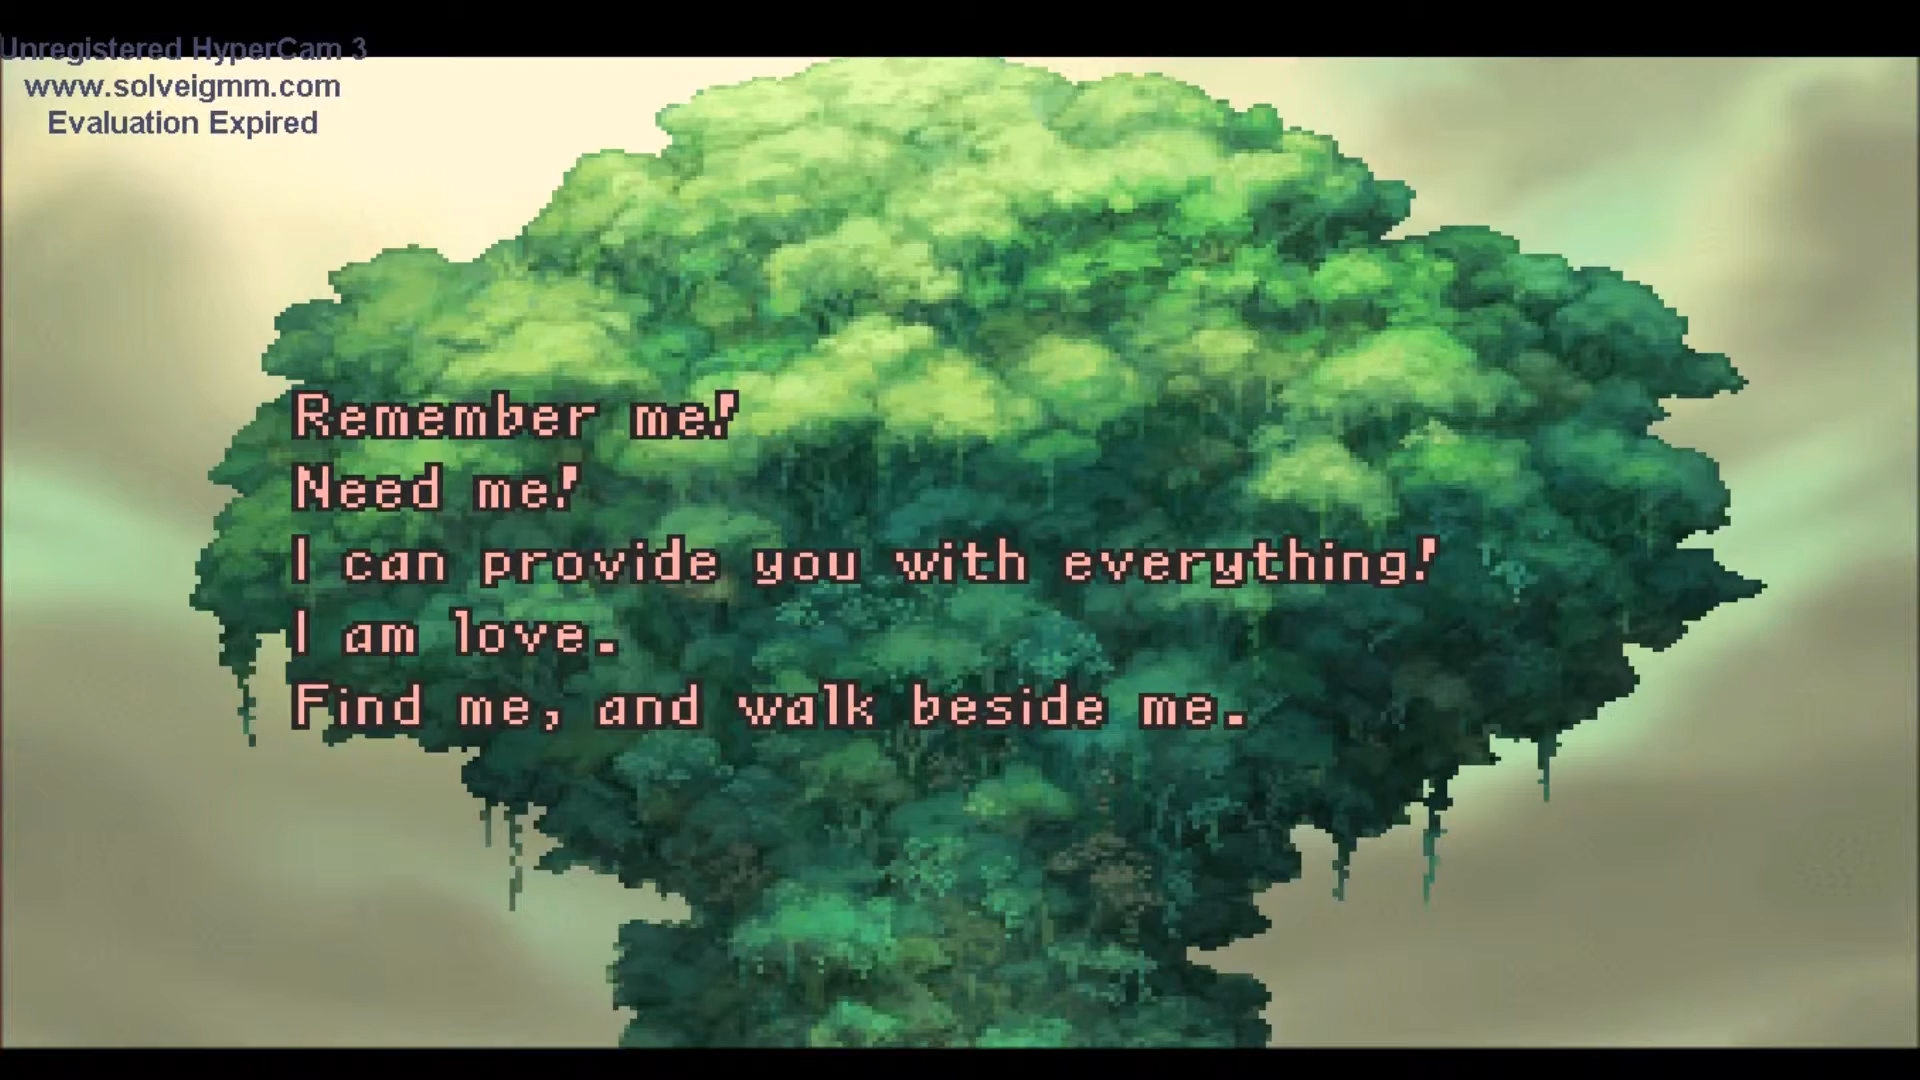 Unregistered HyperCam 3
www.solveigmm.com
Evaluation Expired
Remember me!
Need me!
I can provide you with everything!
I am love.
Find me, and walk beside me.